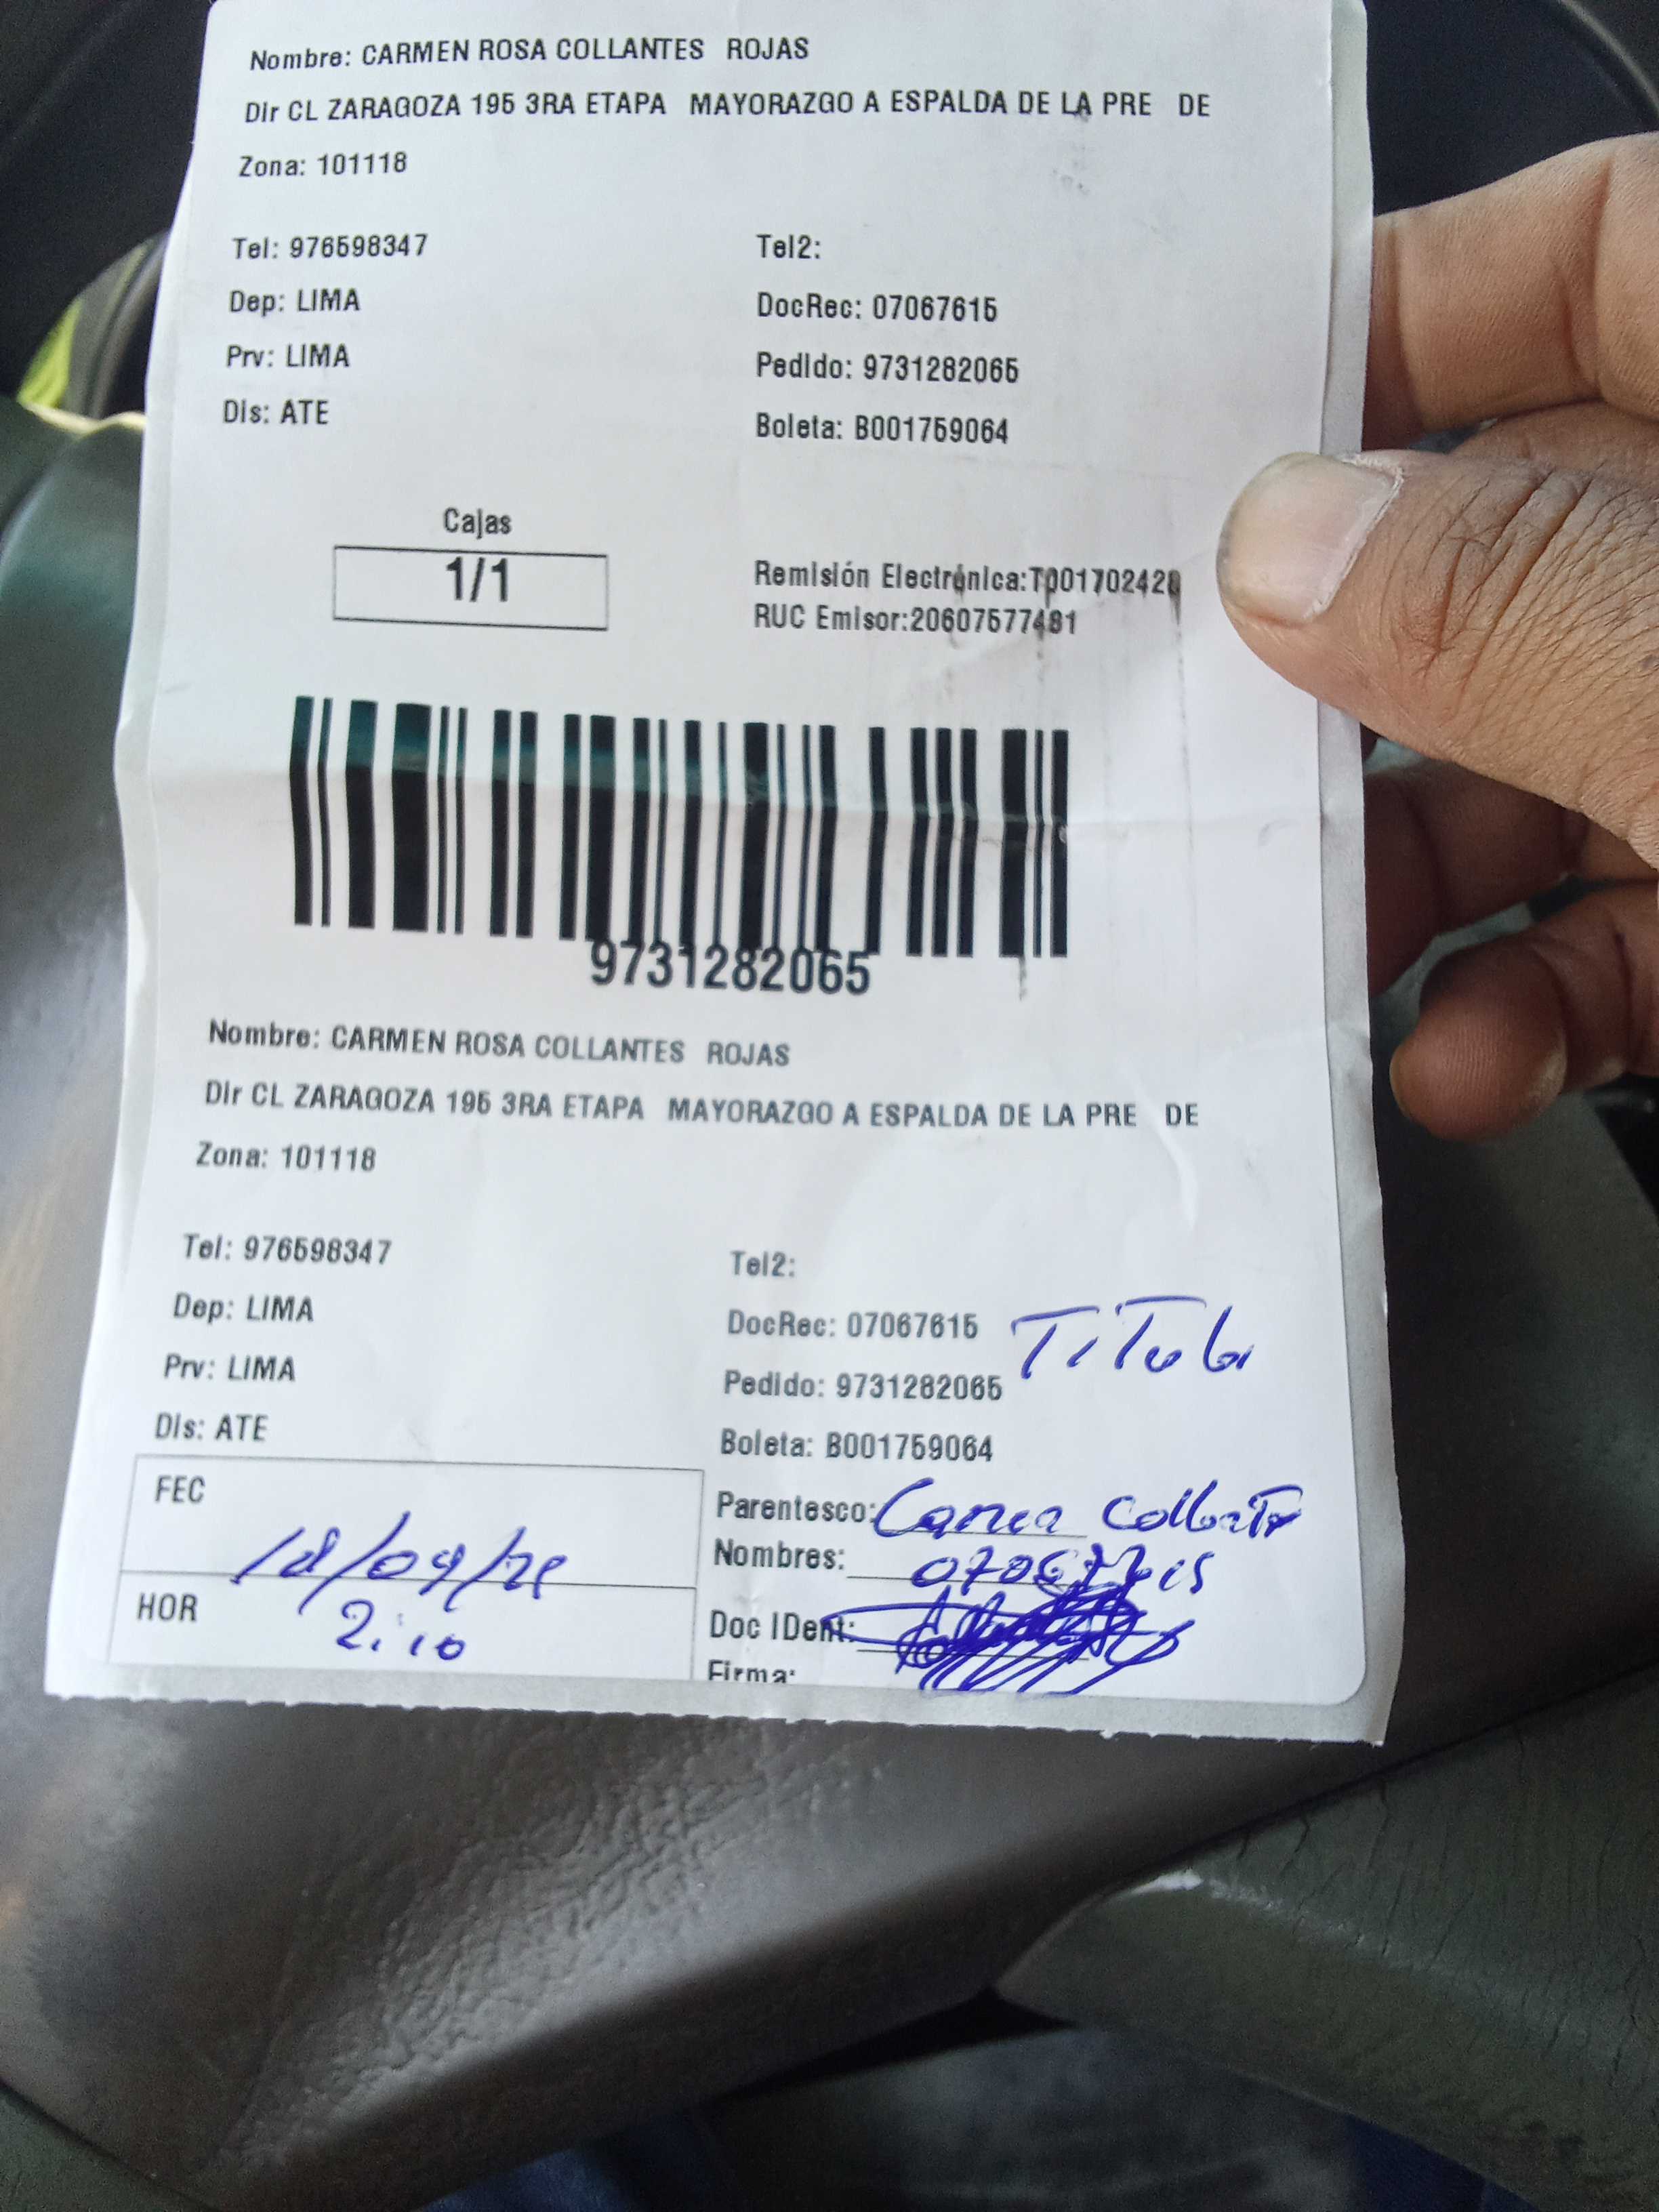 Nombre: CARMEN ROSA COLLANTES ROJAS
Dir CL ZARAGOZA 195 3RA ETAPA MAYORAZGO A ESPALDA DE LA PRE DE
Zona: 101118
Tel: 976598347 Tel2:
Dep: LIMA DocRec: 07067615
Prv: LIMA Pedido: 9731282065
Dis: ATE Boleta: B001759064
Cajas
1/1
Remisión Electrónica:T001702428
RUC Emisor:20607577481
9731282065
Nombre: CARMEN ROSA COLLANTES ROJAS
Dir CL ZARAGOZA 195 3RA ETAPA MAYORAZGO A ESPALDA DE LA PRE DE
Zona: 101118
Tel: 976598347 Tel2:
Dep: LIMA DocRec: 07067615 Titular
Prv: LIMA Pedido: 9731282065
Dis: ATE Boleta: B001759064
FEC Parentesco:
Nombres:
HOR 2:10 Doc IDent:
Firma: